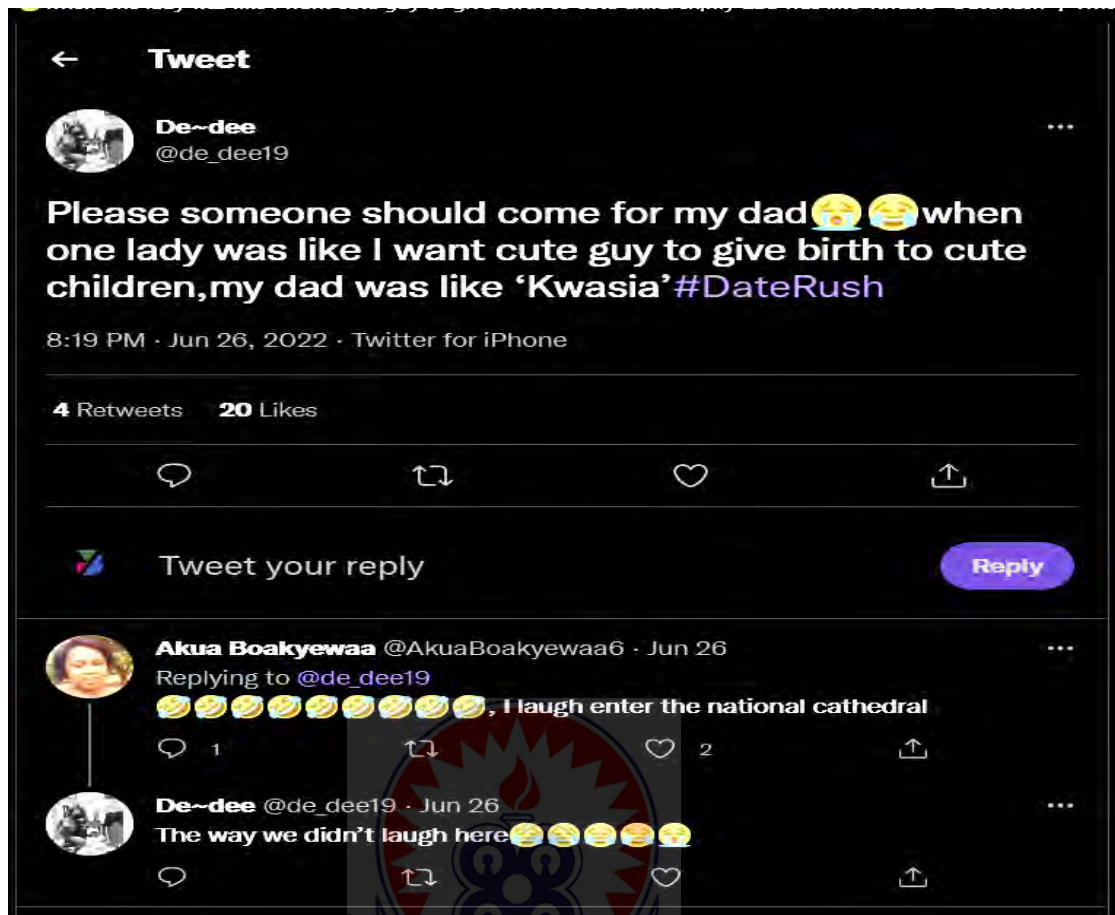 Tweet
De~dee
@de_dee19
Please someone should come for my dad😭😂when
one lady was like I want cute guy to give birth to cute
children,my dad was like ‘Kwasia’#DateRush
8:19 PM · Jun 26, 2022 · Twitter for iPhone
4 Retweets 20 Likes
Tweet your reply
Reply
Akua Boakyewaa @AkuaBoakyewaa6 · Jun 26
Replying to @de_dee19
🤣🤣🤣🤣🤣🤣🤣🤣🤣, I laugh enter the national cathedral
1 2
De~dee @de_dee19 · Jun 26
The way we didn’t laugh here😭😭😭😭😭